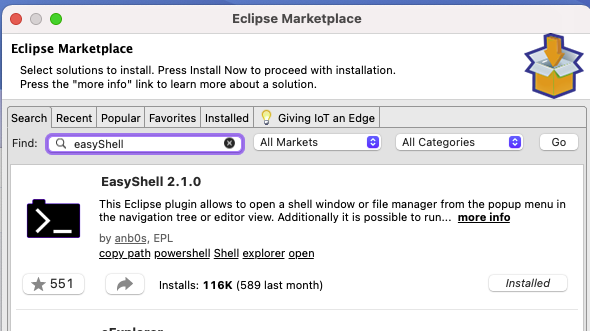 Eclipse Marketplace
Eclipse Marketplace
Select solutions to install. Press Install Now to proceed with installation.
Press the "more info" link to learn more about a solution.
Search Recent Popular Favorites Installed Giving IoT an Edge
Find: easyShell All Markets All Categories Go
EasyShell 2.1.0
This Eclipse plugin allows to open a shell window or file manager from the popup menu in
the navigation tree or editor view. Additionally it is possible to run... more info
by anb0s, EPL
copy path powershell Shell explorer open
551 Installs: 116K (589 last month) Installed